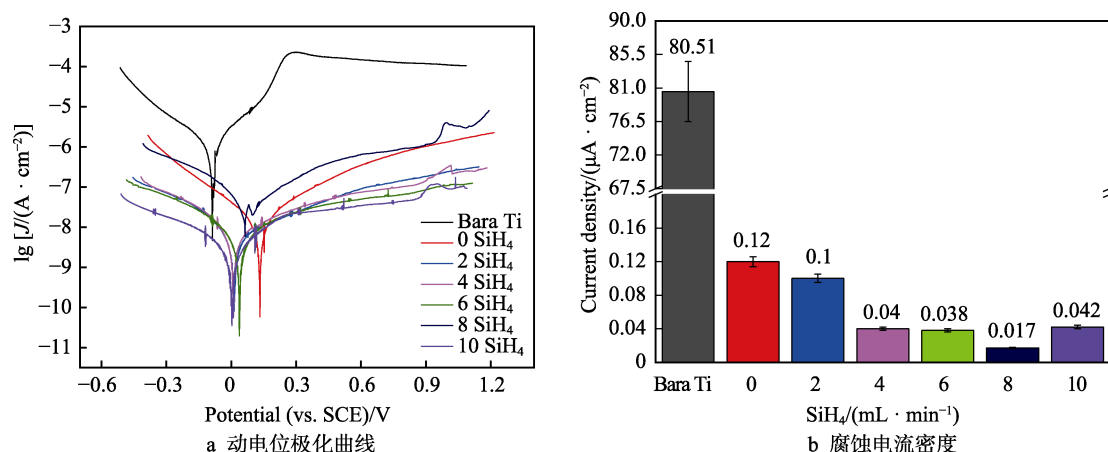 −3
−4
−5
−6
−7
−8
−9
−10
−11
lg [J/(A · cm⁻²)]
Bara Ti
0 SiH₄
2 SiH₄
4 SiH₄
6 SiH₄
8 SiH₄
10 SiH₄
−0.6 −0.3 0 0.3 0.6 0.9 1.2
Potential (vs. SCE)/V
a 动电位极化曲线
90.0
85.5
81.0
76.5
72.0
67.5
0.16
0.12
0.08
0.04
0
Current density/(μA · cm⁻²)
80.51
0.12
0.1
0.04
0.038
0.017
0.042
Bara Ti 0 2 4 6 8 10
SiH₄/(mL · min⁻¹)
b 腐蚀电流密度